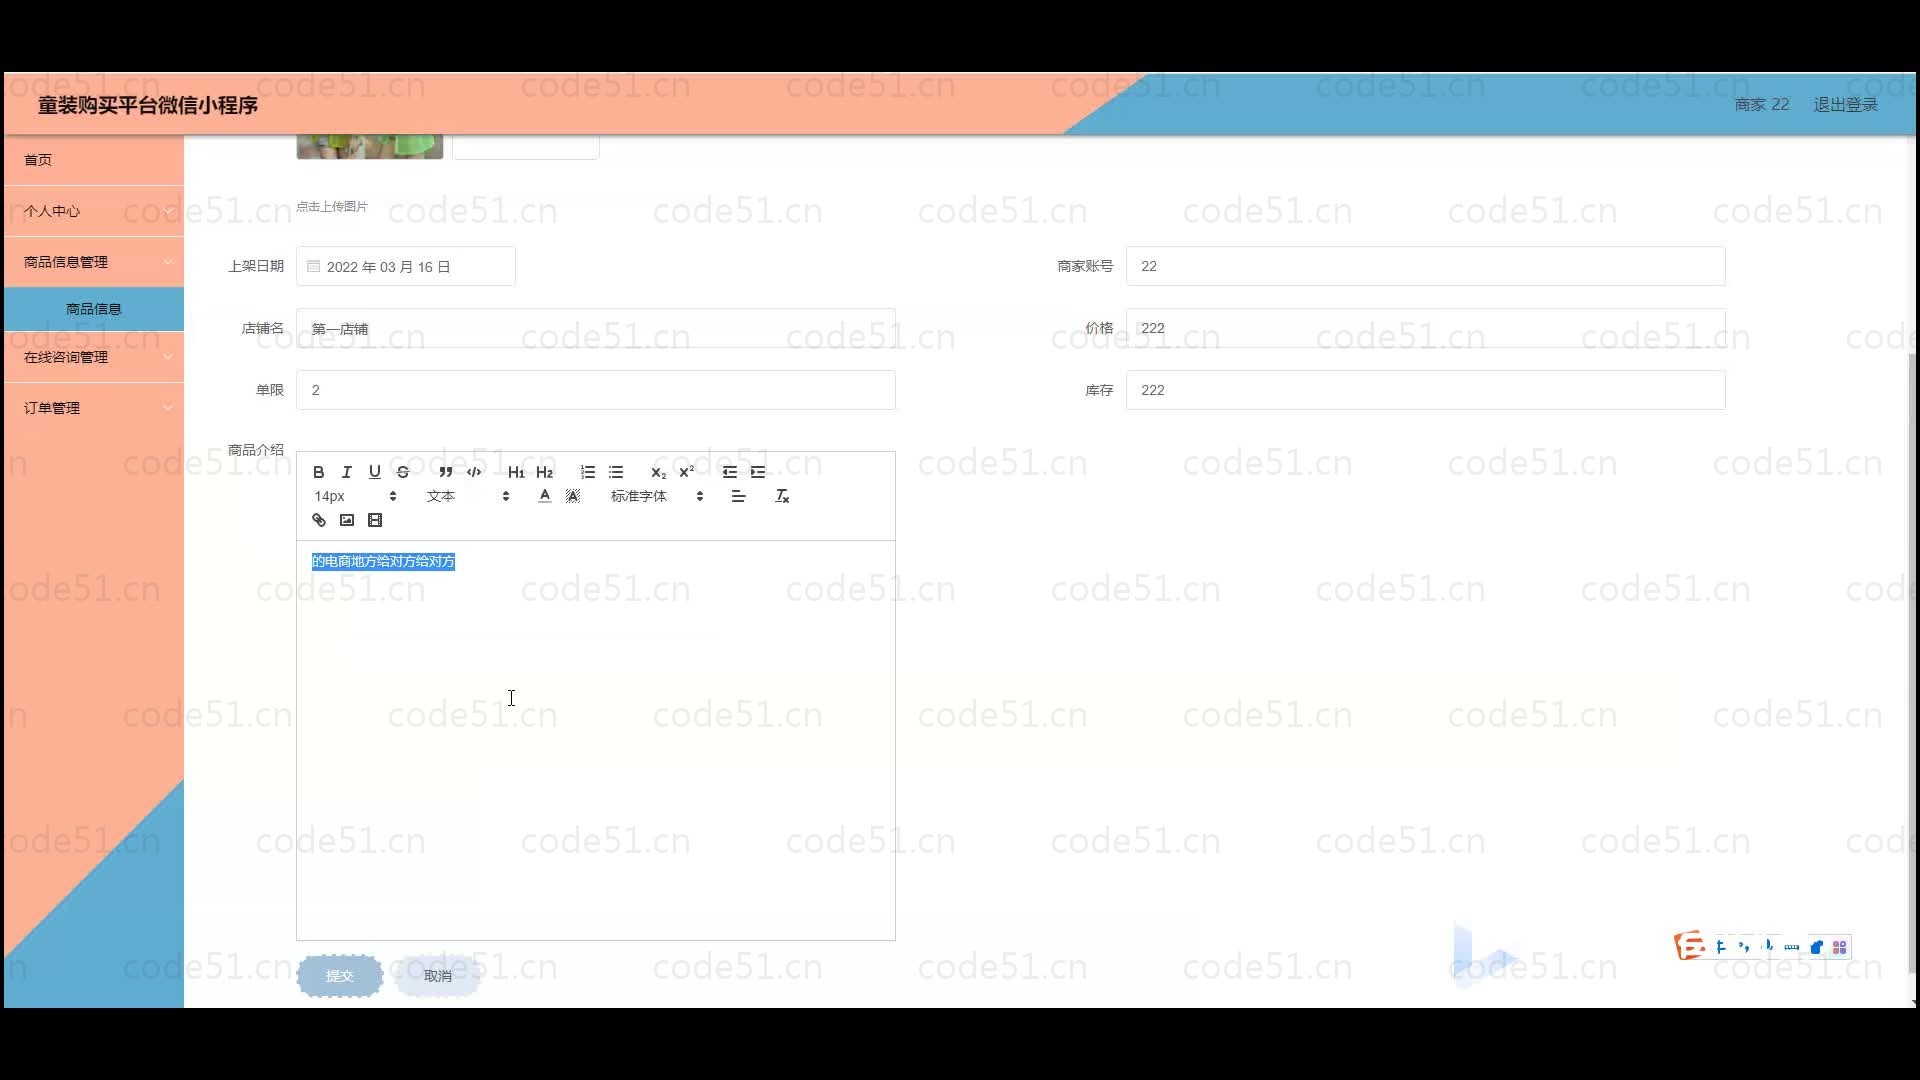 童装购买平台微信小程序
商家 22 退出登录
首页
个人中心
商品信息管理
商品信息
在线咨询管理
订单管理
点击上传图片
上架日期 2022 年 03 月 16 日
商家账号 22
店铺名 第一店铺
价格 222
单限 2
库存 222
商品介绍
B I U S H1 H2 X2 X2
14px 文本 A A 标准字体 Tx
的电商地方给对方给对方
提交 取消
code51.cn